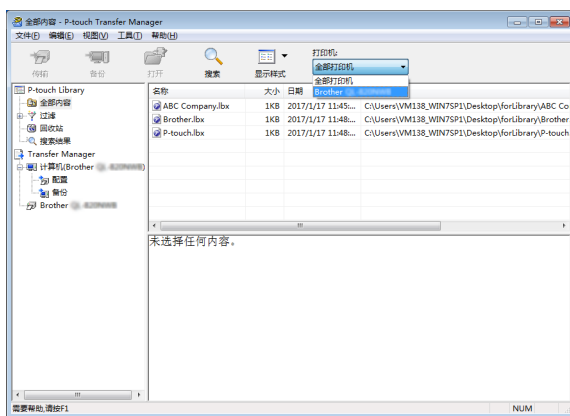 全部内容 - P-touch Transfer Manager
文件(F) 编辑(E) 视图(V) 工具(T) 帮助(H)
传输 备份 打开 搜索 显示样式 打印机:
全部打印机
全部打印机
Brother
P-touch Library
全部内容
过滤
回收站
搜索结果
Transfer Manager
计算机(Brother )
配置
备份
Brother
名称 大小 日期
ABC Company.lbx 1KB 2017/1/17 11:45:... C:\Users\VM138_WIN7SP1\Desktop\forLibrary\ABC Co
Brother.lbx 1KB 2017/1/17 11:48:... C:\Users\VM138_WIN7SP1\Desktop\forLibrary\Brother.
P-touch.lbx 1KB 2017/1/17 11:48:... C:\Users\VM138_WIN7SP1\Desktop\forLibrary\P-touch
未选择任何内容。
需要帮助,请按F1 NUM